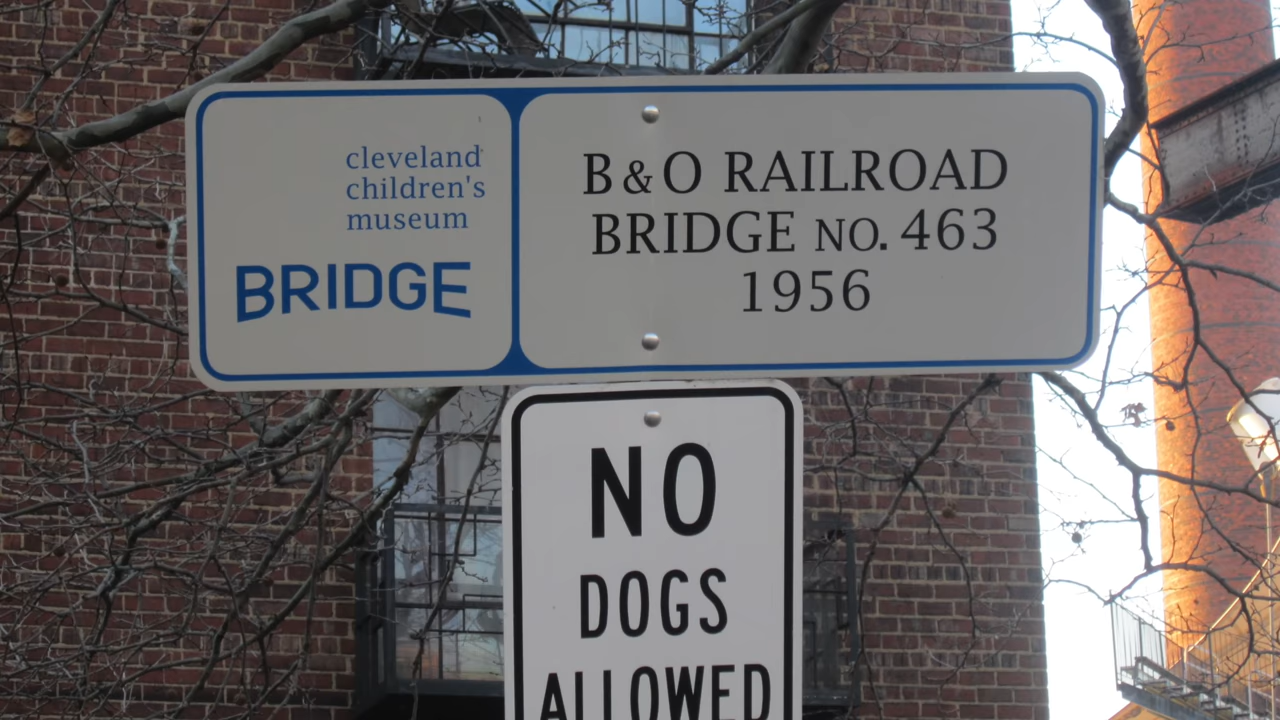 cleveland
children's
museum
BRIDGE
B & O RAILROAD
BRIDGE NO. 463
1956
NO
DOGS
ALLOWED